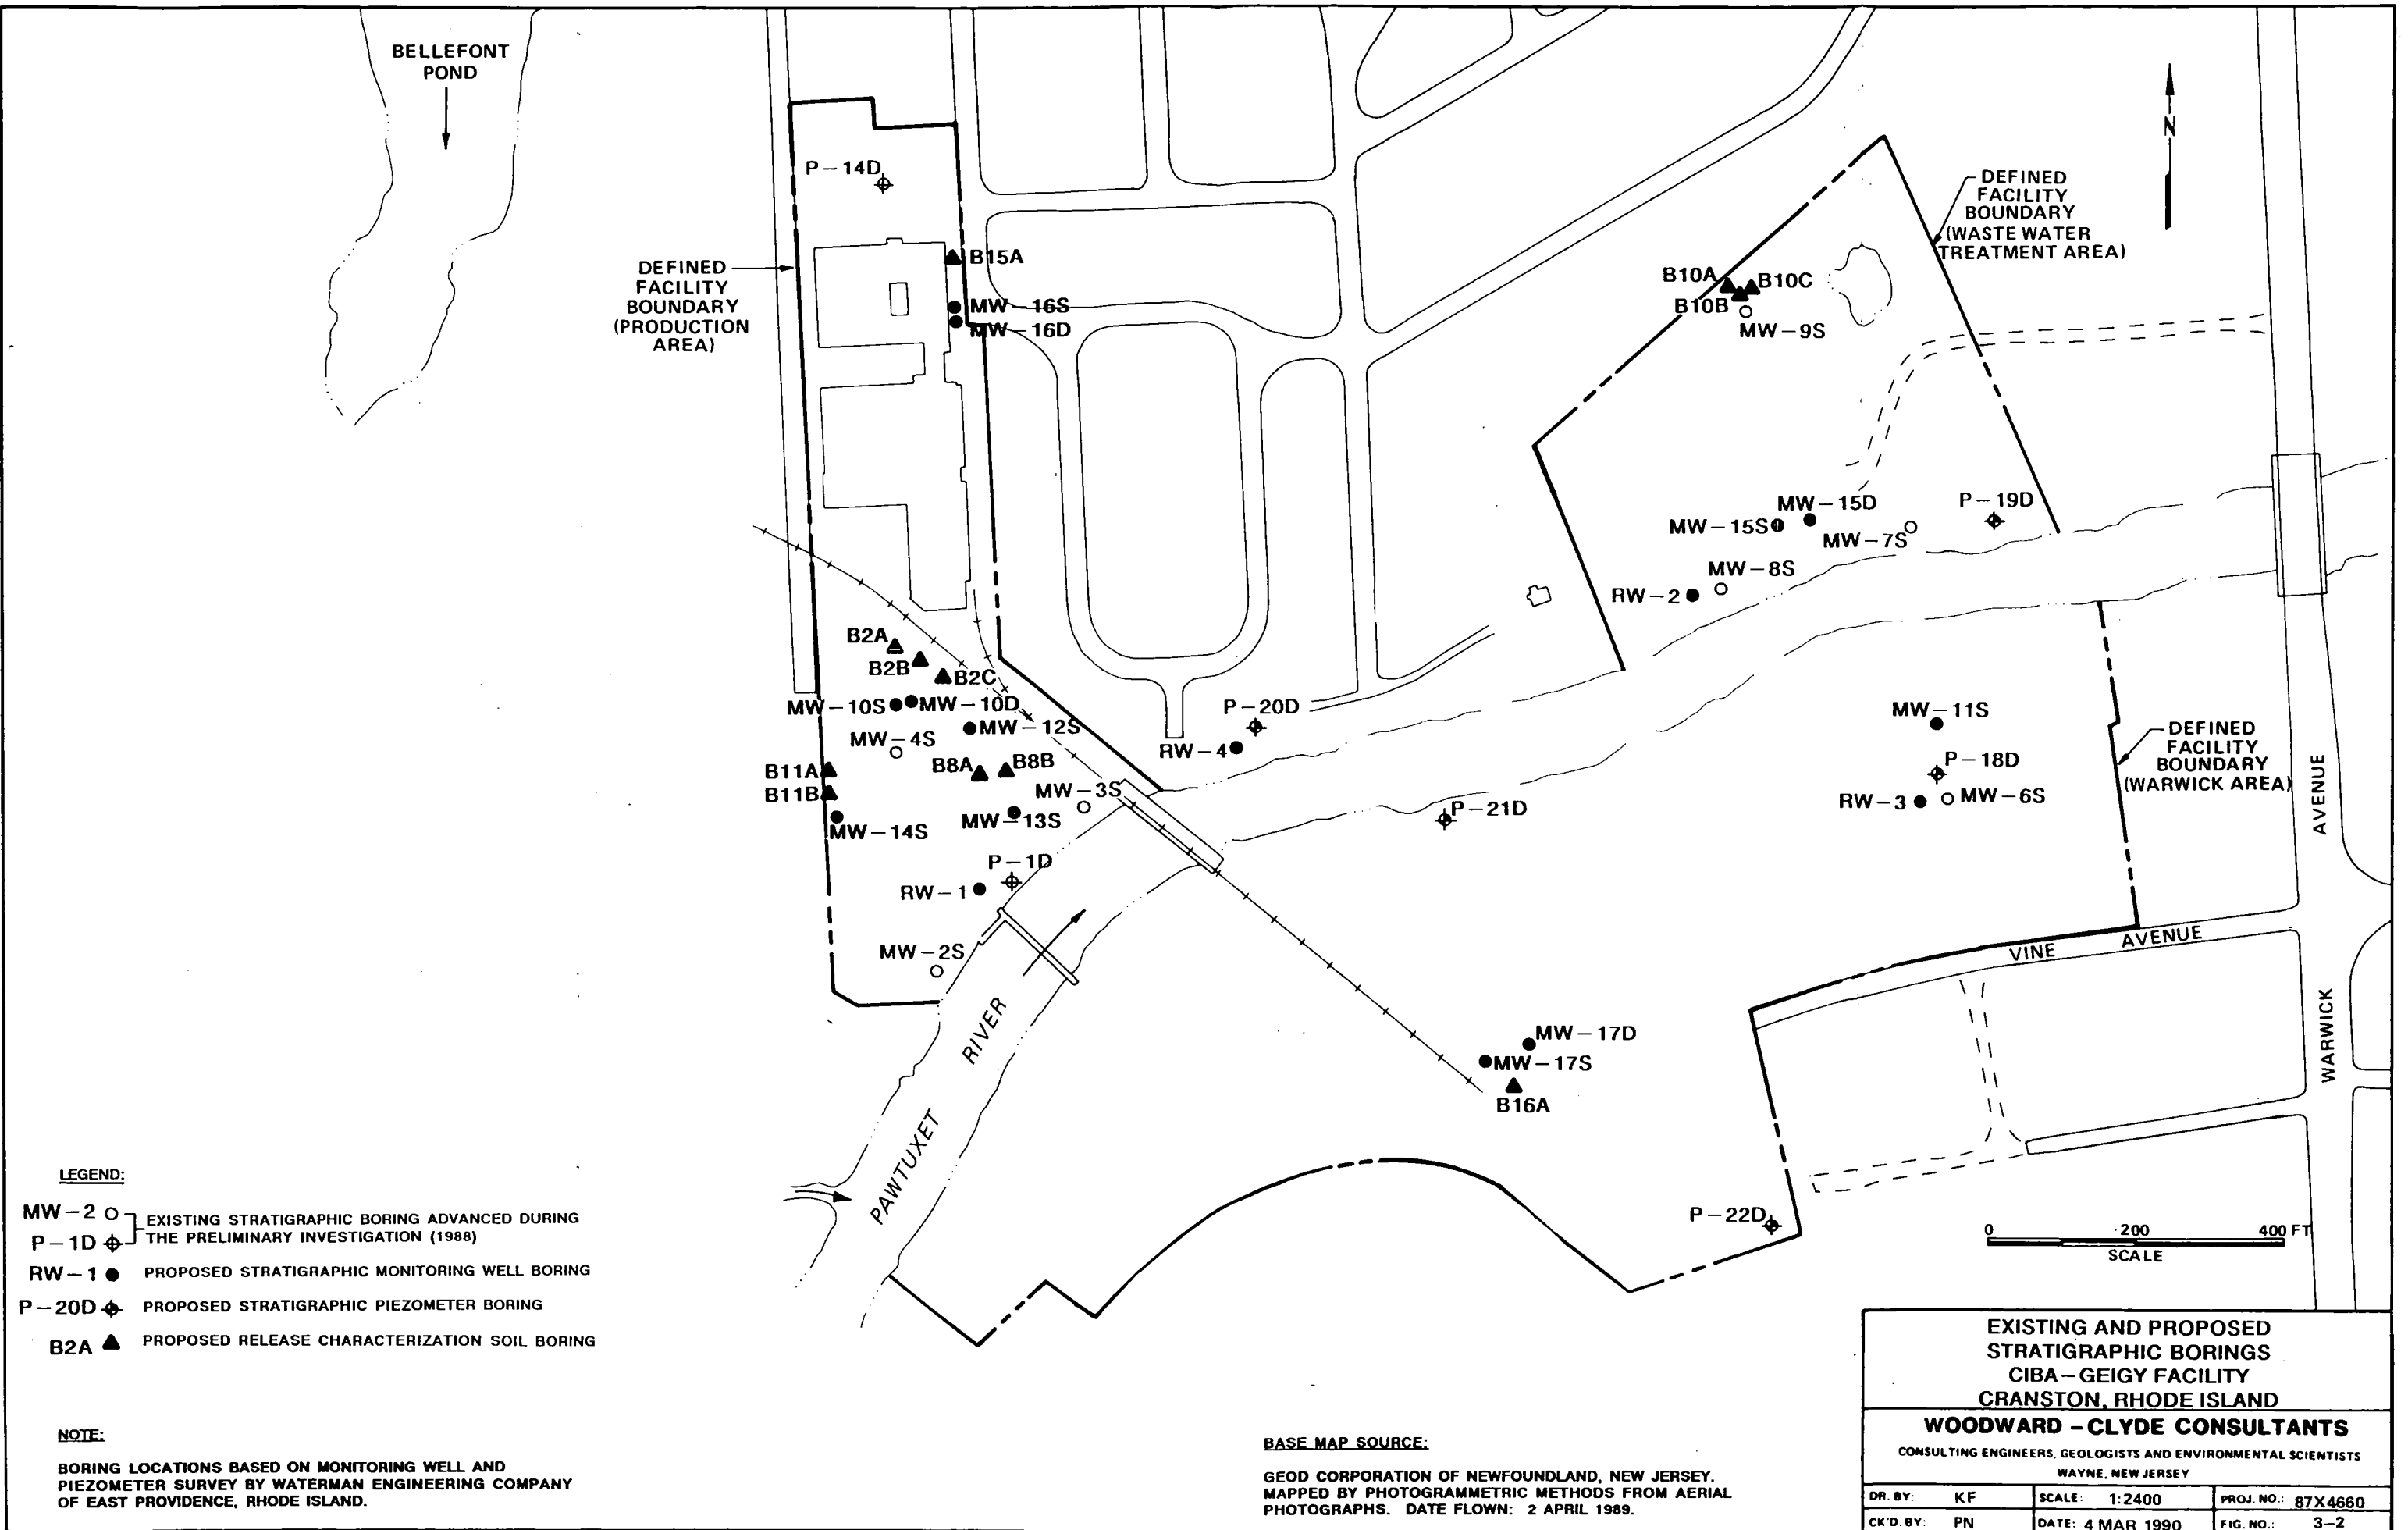 BELLEFONT
POND
N
DEFINED
FACILITY
BOUNDARY
(WASTE WATER
TREATMENT AREA)
P-14D
B15A
DEFINED
FACILITY
BOUNDARY
(PRODUCTION
AREA)
MW-16S
MW-16D
B10A
B10C
B10B
MW-9S
MW-15D
P-19D
MW-15S
MW-7S
MW-8S
RW-2
B2A
B2B
B2C
MW-10S
MW-10D
MW-12S
MW-4S
P-20D
RW-4
MW-11S
DEFINED
FACILITY
BOUNDARY
(WARWICK AREA)
B11A
B11B
B8A
B8B
MW-3S
MW-14S
MW-13S
P-21D
P-18D
RW-3
MW-6S
P-1D
RW-1
MW-2S
VINE AVENUE
WARWICK AVENUE
PAWTUXET RIVER
MW-17D
MW-17S
B16A
P-22D
0 200 400 FT
SCALE
LEGEND:
MW-2 EXISTING STRATIGRAPHIC BORING ADVANCED DURING
P-1D THE PRELIMINARY INVESTIGATION (1988)
RW-1 PROPOSED STRATIGRAPHIC MONITORING WELL BORING
P-20D PROPOSED STRATIGRAPHIC PIEZOMETER BORING
B2A PROPOSED RELEASE CHARACTERIZATION SOIL BORING
NOTE:
BORING LOCATIONS BASED ON MONITORING WELL AND
PIEZOMETER SURVEY BY WATERMAN ENGINEERING COMPANY
OF EAST PROVIDENCE, RHODE ISLAND.
BASE MAP SOURCE:
GEOD CORPORATION OF NEWFOUNDLAND, NEW JERSEY.
MAPPED BY PHOTOGRAMMETRIC METHODS FROM AERIAL
PHOTOGRAPHS. DATE FLOWN: 2 APRIL 1989.
EXISTING AND PROPOSED
STRATIGRAPHIC BORINGS
CIBA-GEIGY FACILITY
CRANSTON, RHODE ISLAND
WOODWARD-CLYDE CONSULTANTS
CONSULTING ENGINEERS, GEOLOGISTS AND ENVIRONMENTAL SCIENTISTS
WAYNE, NEW JERSEY
DR. BY: KF SCALE: 1:2400 PROJ. NO.: 87X4660
CK'D. BY: PN DATE: 4 MAR 1990 FIG. NO.: 3-2